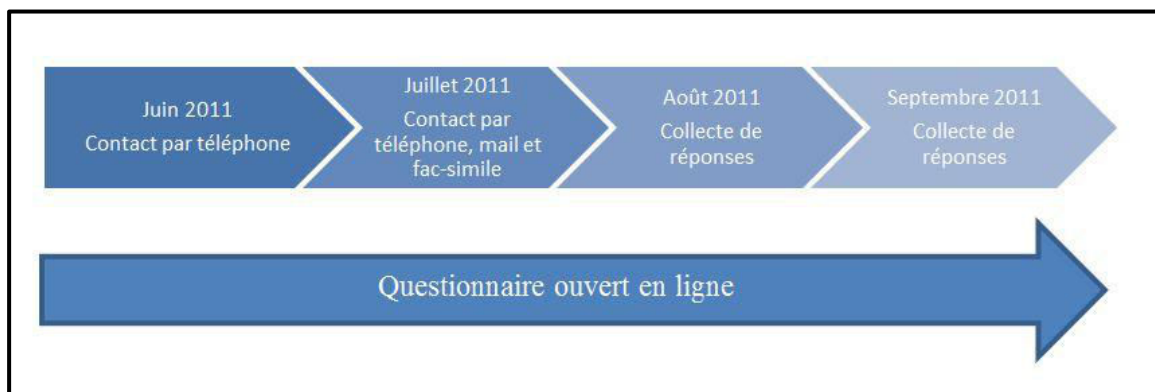 Juin 2011
Contact par téléphone
Juillet 2011
Contact par
téléphone, mail et
fac-simile
Août 2011
Collecte de
réponses
Septembre 2011
Collecte de
réponses
Questionnaire ouvert en ligne